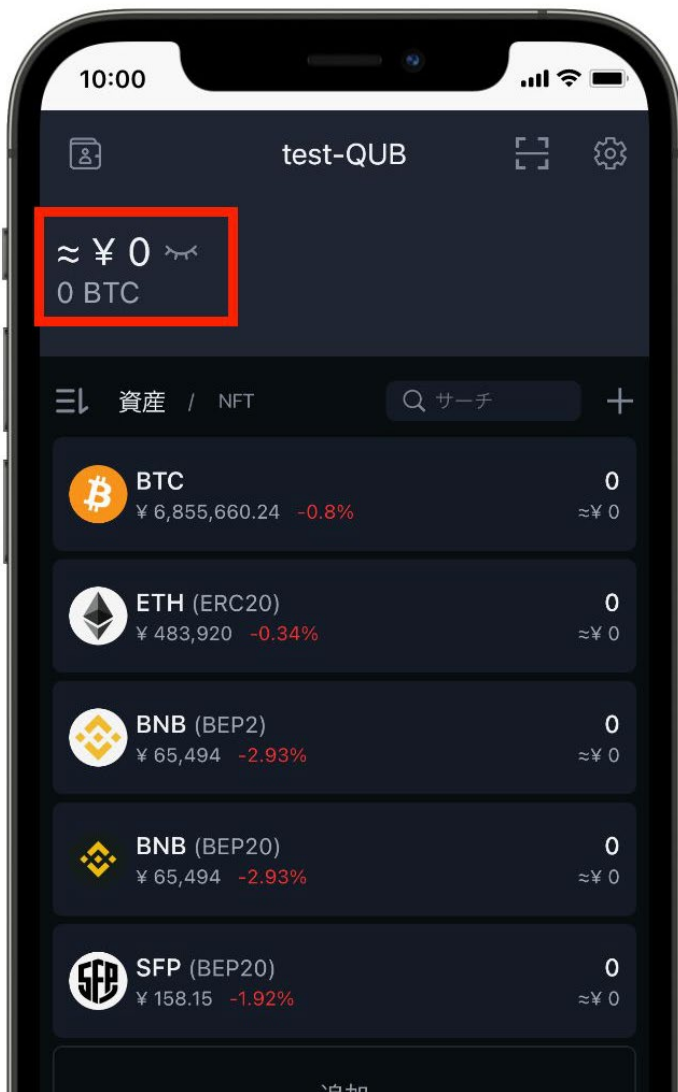 10:00
test-QUB
≈ ¥ 0
0 BTC
資産 / NFT サーチ
BTC 0
¥ 6,855,660.24 -0.8% ≈¥ 0
ETH (ERC20) 0
¥ 483,920 -0.34% ≈¥ 0
BNB (BEP2) 0
¥ 65,494 -2.93% ≈¥ 0
BNB (BEP20) 0
¥ 65,494 -2.93% ≈¥ 0
SFP (BEP20) 0
¥ 158.15 -1.92% ≈¥ 0
追加